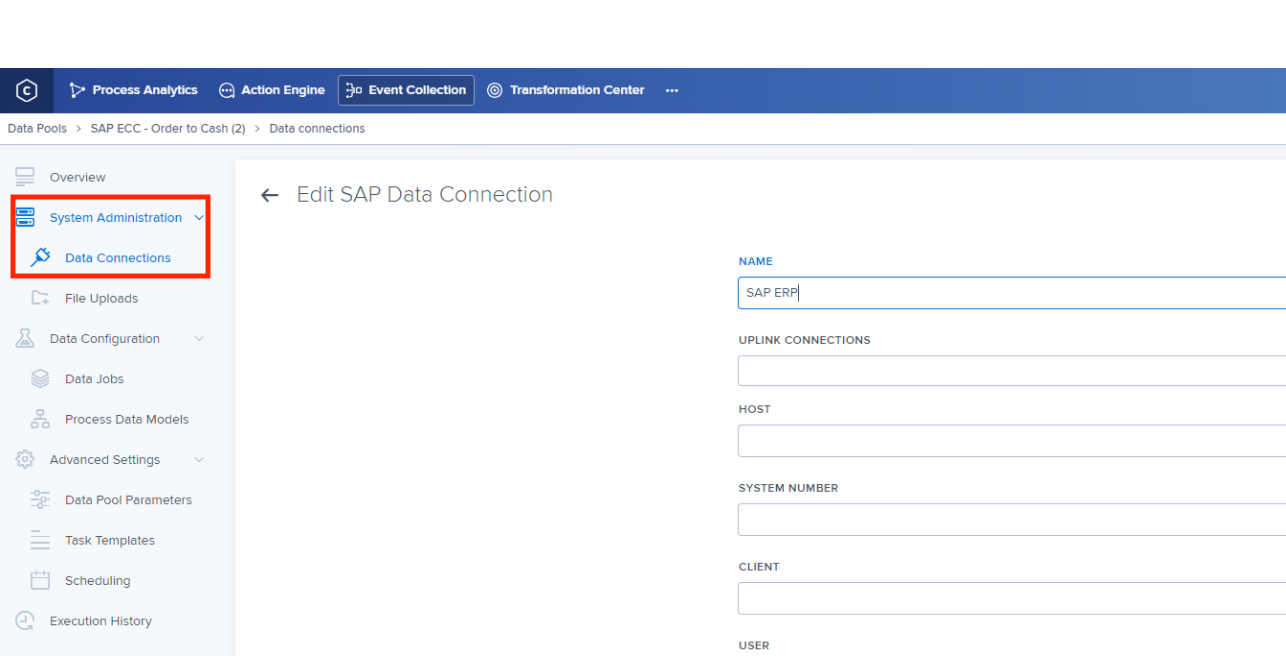 C Process Analytics Action Engine Event Collection Transformation Center ...
Data Pools > SAP ECC - Order to Cash (2) > Data connections
Overview
System Administration
Data Connections
File Uploads
Data Configuration
Data Jobs
Process Data Models
Advanced Settings
Data Pool Parameters
Task Templates
Scheduling
Execution History
← Edit SAP Data Connection
NAME
SAP ERP
UPLINK CONNECTIONS
HOST
SYSTEM NUMBER
CLIENT
USER